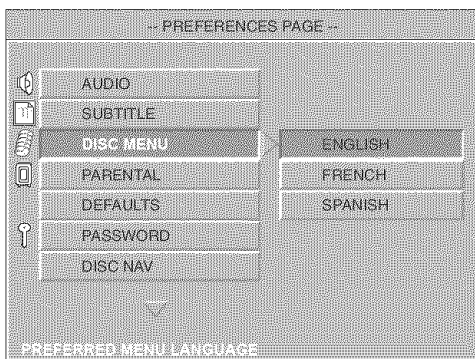 -- PREFERENCES PAGE --
AUDIO
SUBTITLE
DISC MENU
ENGLISH
PARENTAL
FRENCH
DEFAULTS
SPANISH
PASSWORD
DISC NAV
PREFERRED MENU LANGUAGE